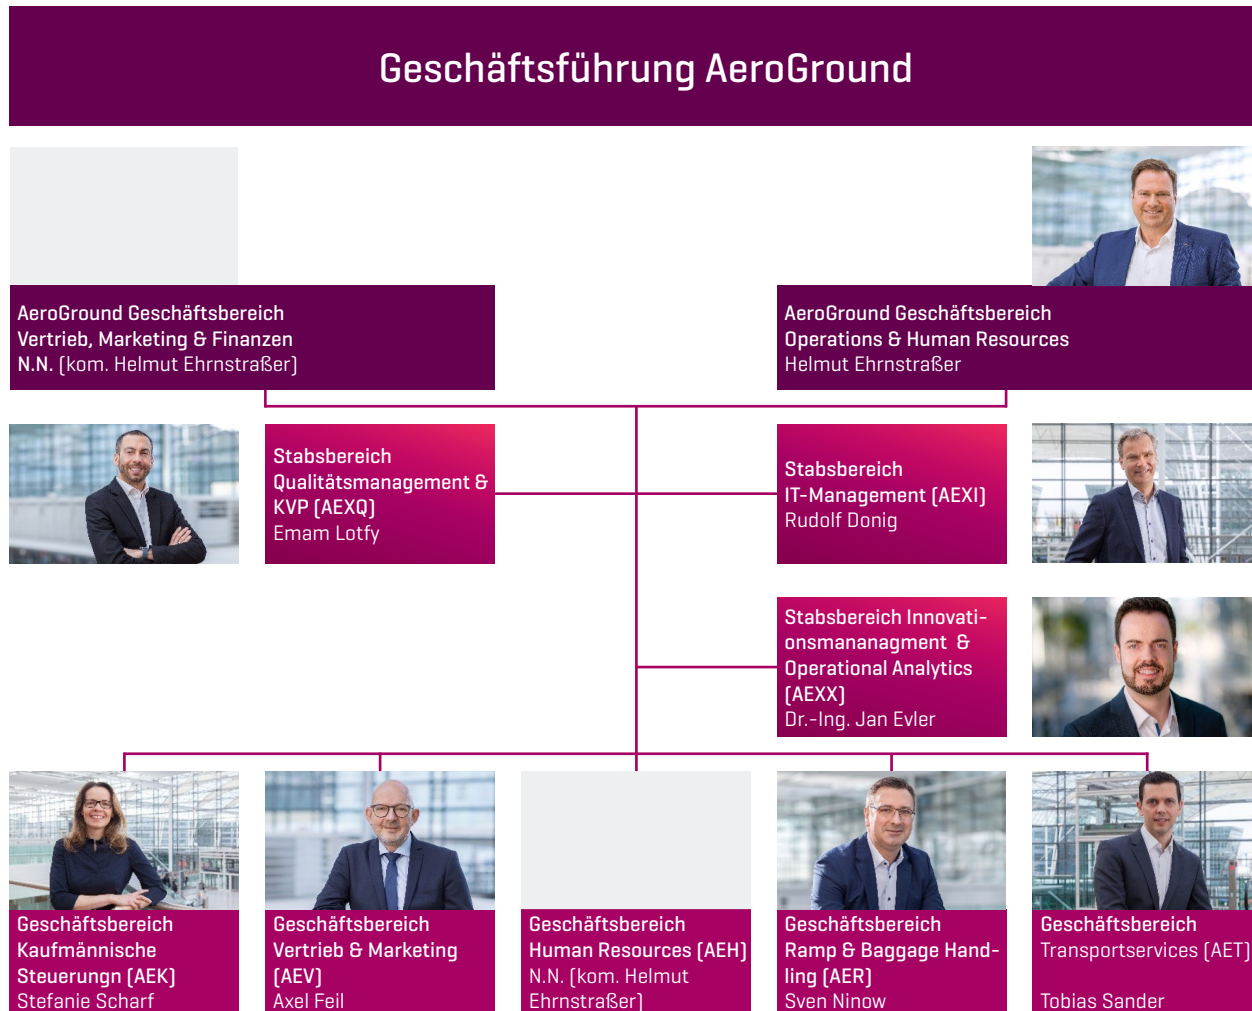 Geschäftsführung AeroGround
AeroGround Geschäftsbereich
Vertrieb, Marketing & Finanzen
N.N. (kom. Helmut Ehrnstraßer)
AeroGround Geschäftsbereich
Operations & Human Resources
Helmut Ehrnstraßer
Stabsbereich
Qualitätsmanagement &
KVP (AEXQ)
Emam Lotfy
Stabsbereich
IT-Management (AEXI)
Rudolf Donig
Stabsbereich Innovati-
onsmananagment &
Operational Analytics
(AEXX)
Dr.-Ing. Jan Evler
Geschäftsbereich
Kaufmännische
Steuerungn (AEK)
Stefanie Scharf
Geschäftsbereich
Vertrieb & Marketing
(AEV)
Axel Feil
Geschäftsbereich
Human Resources (AEH)
N.N. (kom. Helmut
Ehrnstraßer)
Geschäftsbereich
Ramp & Baggage Hand-
ling (AER)
Sven Ninow
Geschäftsbereich
Transportservices (AET)
Tobias Sander